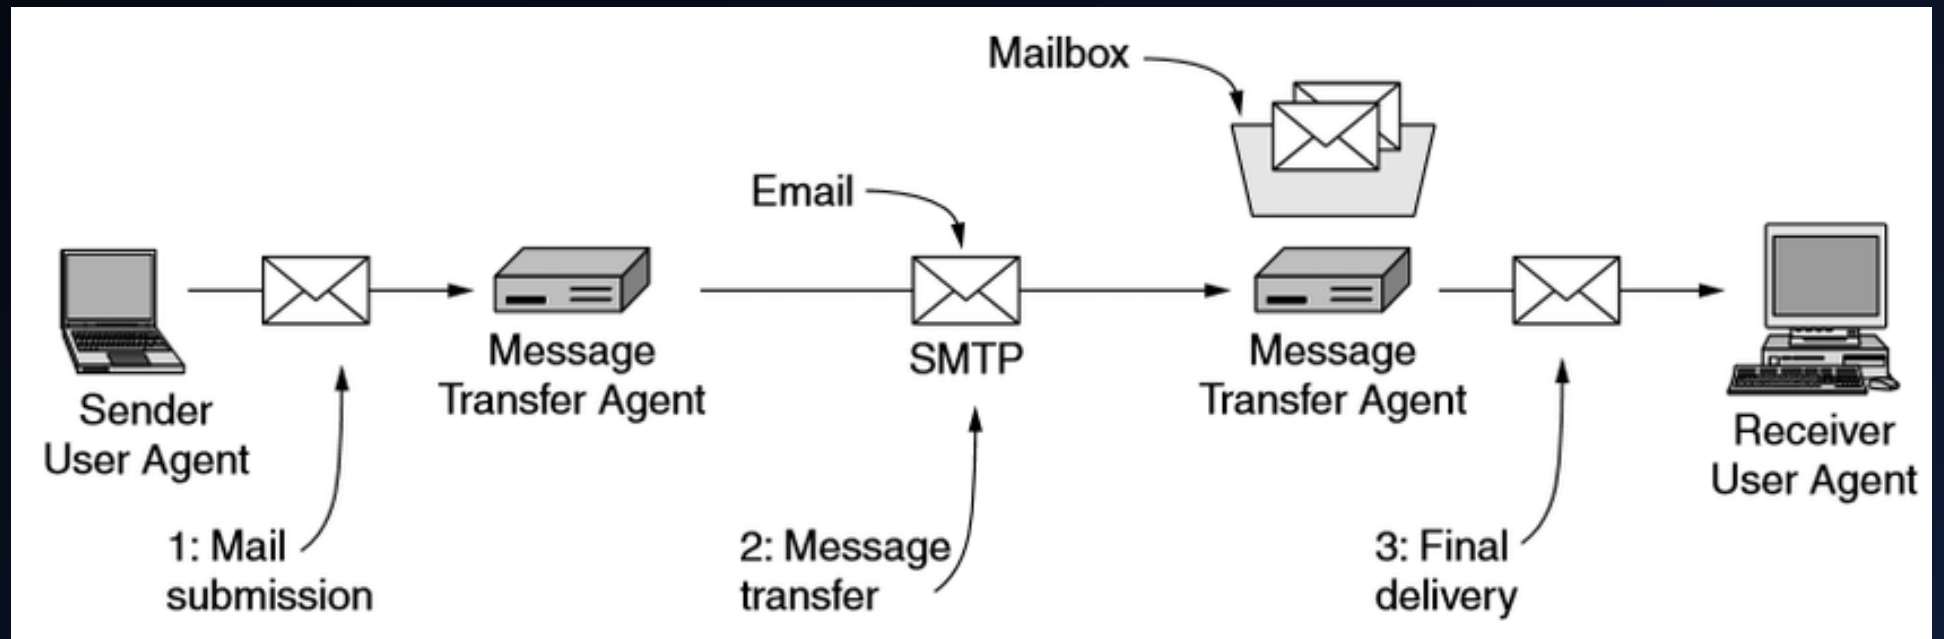 Mailbox
Email
Sender
User Agent
Message
Transfer Agent
SMTP
Message
Transfer Agent
Receiver
User Agent
1: Mail
submission
2: Message
transfer
3: Final
delivery